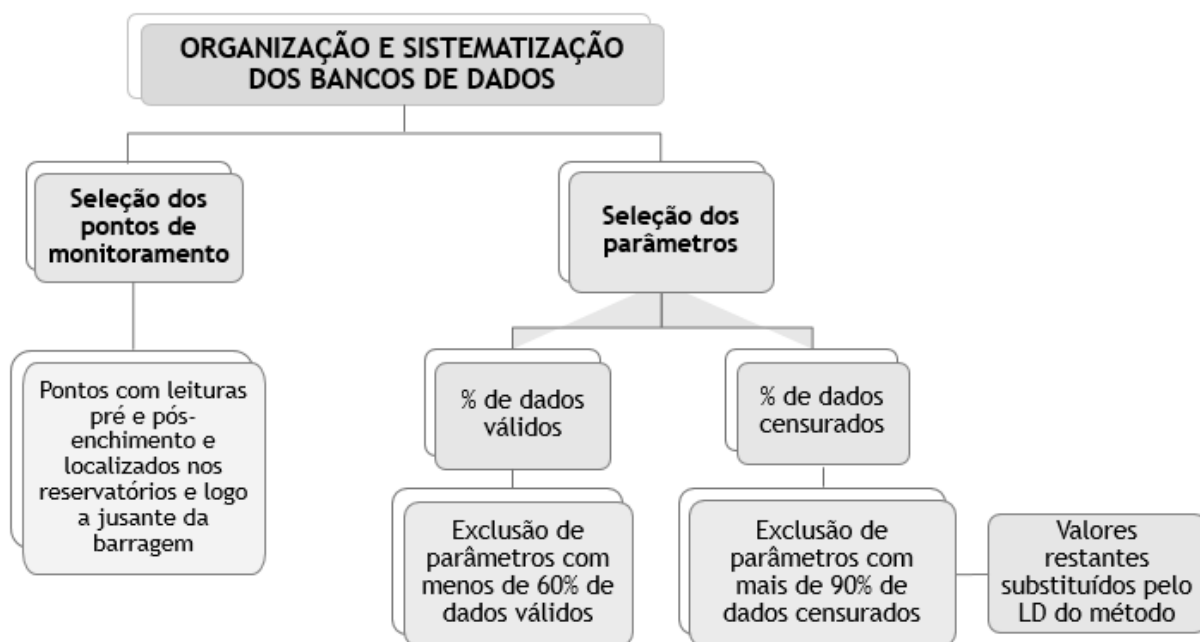 ORGANIZAÇÃO E SISTEMATIZAÇÃO
DOS BANCOS DE DADOS
Seleção dos
pontos de
monitoramento
Seleção dos
parâmetros
Pontos com leituras
pré e pós-
enchimento e
localizados nos
reservatórios e logo
a jusante da
barragem
% de dados
válidos
% de dados
censurados
Exclusão de
parâmetros com
menos de 60% de
dados válidos
Exclusão de
parâmetros com
mais de 90% de
dados censurados
Valores
restantes
substituídos pelo
LD do método